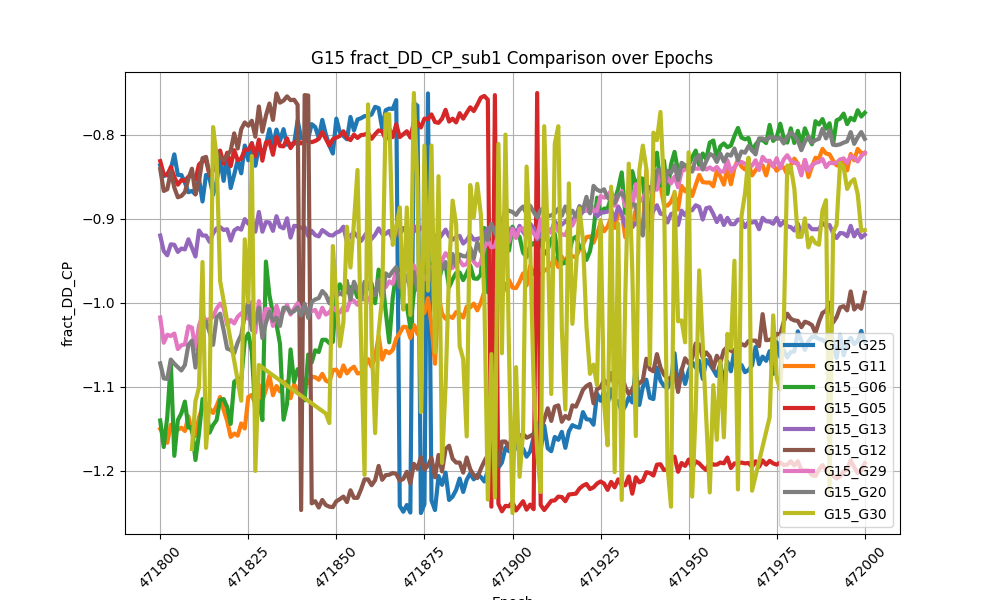 G15 fract_DD_CP_sub1 Comparison over Epochs
fract_DD_CP
−0.8
−0.9
−1.0
−1.1
−1.2
471800
471825
471850
471875
471900
471925
471950
471975
472000
Epoch
G15_G25
G15_G11
G15_G06
G15_G05
G15_G13
G15_G12
G15_G29
G15_G20
G15_G30